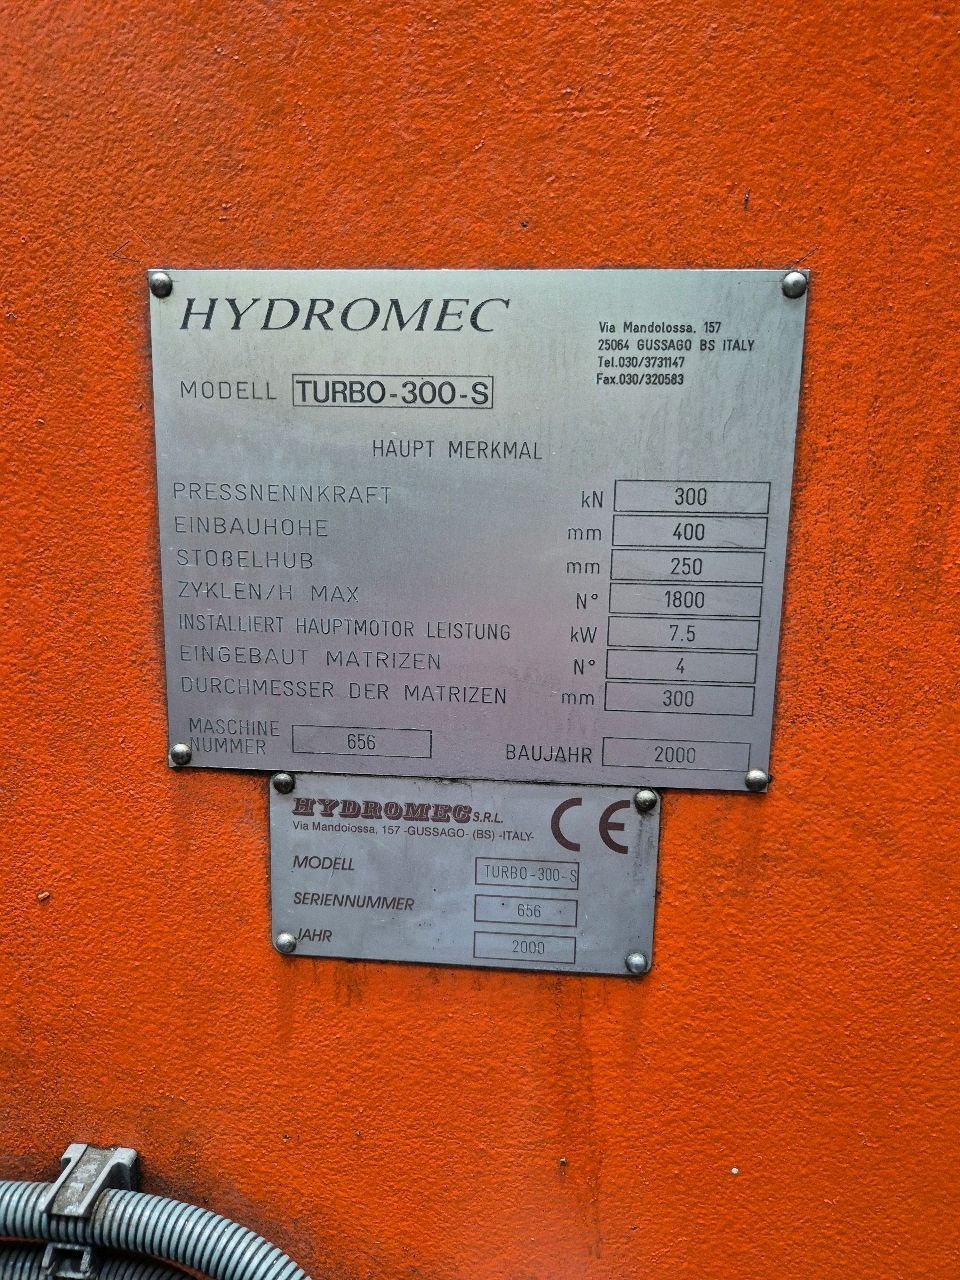 HYDROMEC
Via Mandolossa, 157
25064 GUSSAGO BS ITALY
Tel.030/3731147
Fax.030/320583
MODELL TURBO-300-S
HAUPT MERKMAL
PRESSNENNKRAFT kN 300
EINBAUHOHE mm 400
STOßELHUB mm 250
ZYKLEN/H MAX N° 1800
INSTALLIERT HAUPTMOTOR LEISTUNG kW 7.5
EINGEBAUT MATRIZEN N° 4
DURCHMESSER DER MATRIZEN mm 300
MASCHINE
NUMMER 656 BAUJAHR 2000
HYDROMEC S.R.L.
Via Mandolossa, 157 -GUSSAGO- (BS) -ITALY-
CE
MODELL TURBO-300-S
SERIENNUMMER 656
JAHR 2000